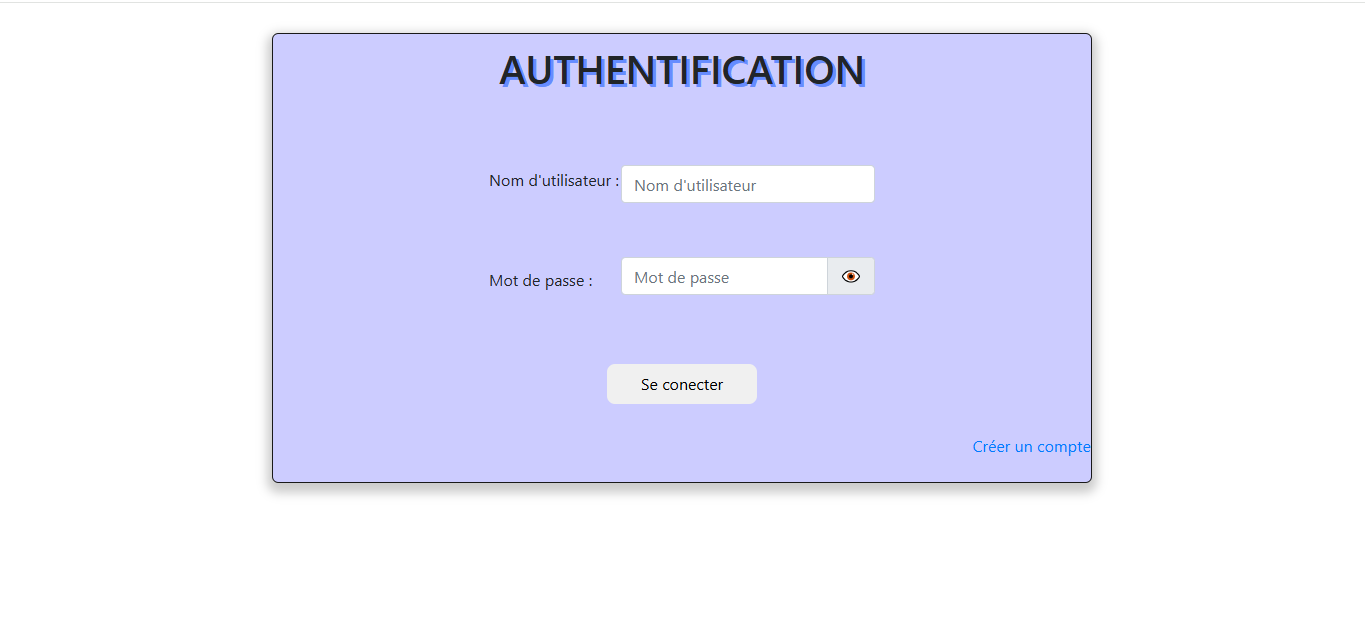 AUTHENTIFICATION
Nom d'utilisateur : Nom d'utilisateur
Mot de passe : Mot de passe
Se conecter
Créer un compte